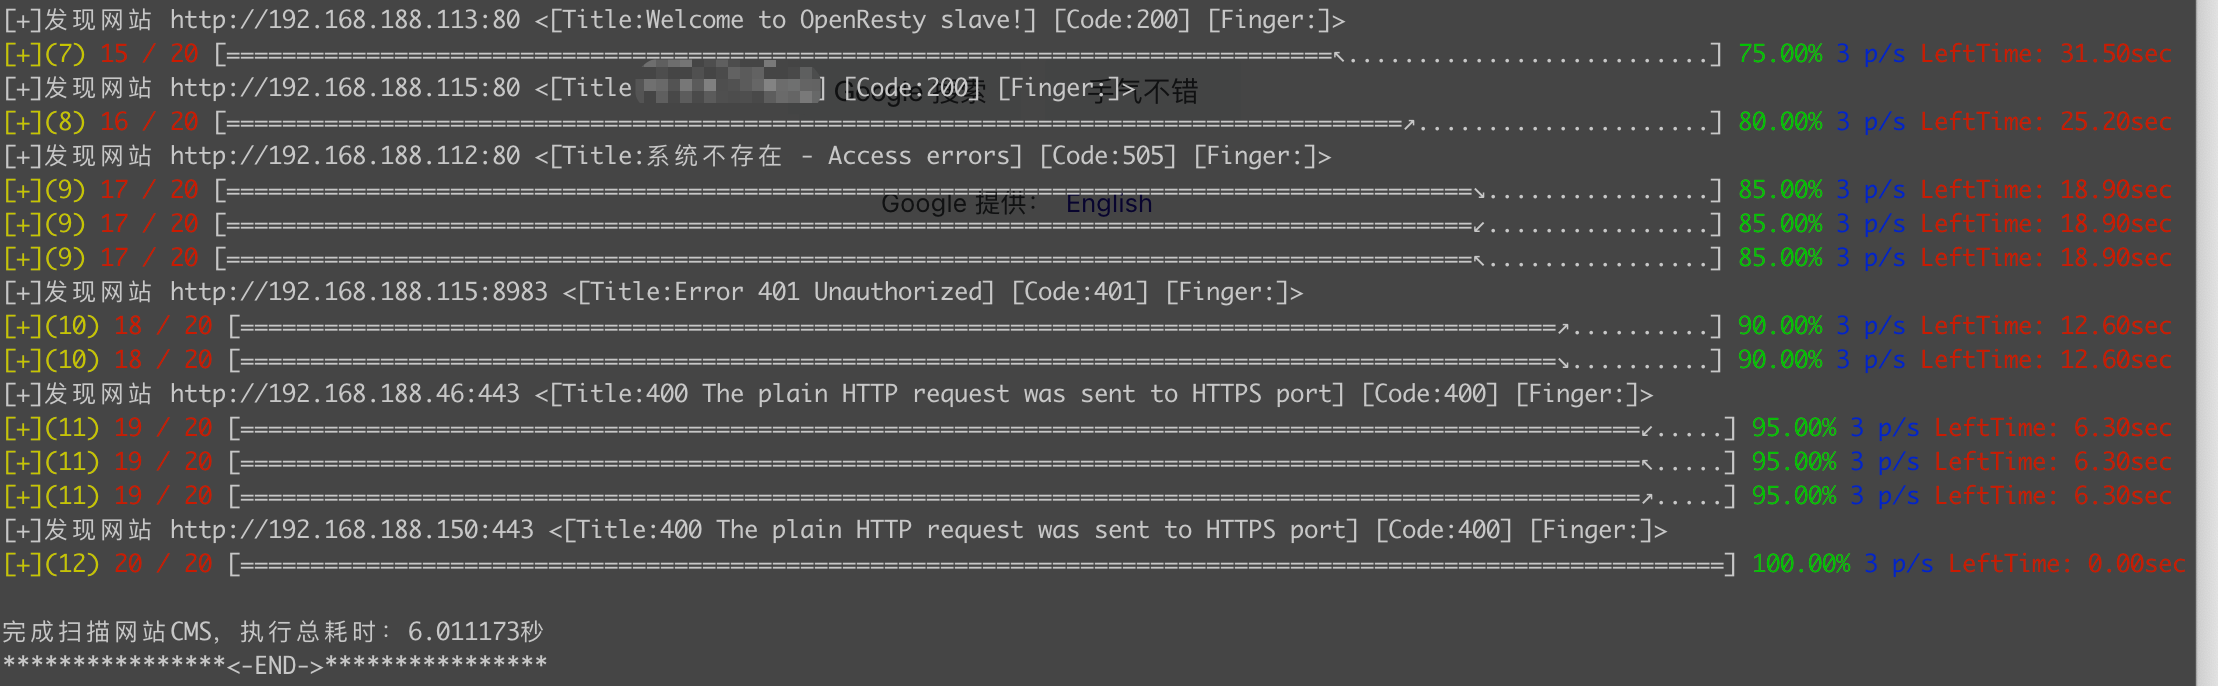 [+]发现网站 http://192.168.188.113:80 <[Title:Welcome to OpenResty slave!] [Code:200] [Finger:]>
[+](7) 15 / 20 [===============================================================================↖..........................] 75.00% 3 p/s LeftTime: 31.50sec
[+]发现网站 http://192.168.188.115:80 <[Title ] [Code:200] [Finger:]>
Google 搜索 手气不错
[+](8) 16 / 20 [====================================================================================↗.....................] 80.00% 3 p/s LeftTime: 25.20sec
[+]发现网站 http://192.168.188.112:80 <[Title:系统不存在 - Access errors] [Code:505] [Finger:]>
[+](9) 17 / 20 [=========================================================================================↘................] 85.00% 3 p/s LeftTime: 18.90sec
Google 提供： English
[+](9) 17 / 20 [=========================================================================================↙................] 85.00% 3 p/s LeftTime: 18.90sec
[+](9) 17 / 20 [=========================================================================================↖................] 85.00% 3 p/s LeftTime: 18.90sec
[+]发现网站 http://192.168.188.115:8983 <[Title:Error 401 Unauthorized] [Code:401] [Finger:]>
[+](10) 18 / 20 [==============================================================================================↗..........] 90.00% 3 p/s LeftTime: 12.60sec
[+](10) 18 / 20 [==============================================================================================↘..........] 90.00% 3 p/s LeftTime: 12.60sec
[+]发现网站 http://192.168.188.46:443 <[Title:400 The plain HTTP request was sent to HTTPS port] [Code:400] [Finger:]>
[+](11) 19 / 20 [====================================================================================================↙.....] 95.00% 3 p/s LeftTime: 6.30sec
[+](11) 19 / 20 [====================================================================================================↖.....] 95.00% 3 p/s LeftTime: 6.30sec
[+](11) 19 / 20 [====================================================================================================↗.....] 95.00% 3 p/s LeftTime: 6.30sec
[+]发现网站 http://192.168.188.150:443 <[Title:400 The plain HTTP request was sent to HTTPS port] [Code:400] [Finger:]>
[+](12) 20 / 20 [==========================================================================================================] 100.00% 3 p/s LeftTime: 0.00sec
完成扫描网站CMS, 执行总耗时: 6.011173秒
****************<-END->****************